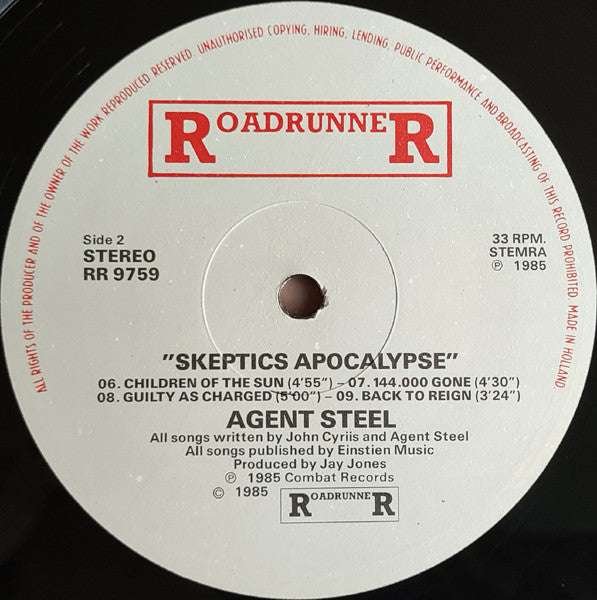 ALL RIGHTS OF THE PRODUCER AND OF THE OWNER OF THE WORK REPRODUCED RESERVED. UNAUTHORISED COPYING, HIRING, LENDING, PUBLIC PERFORMANCE AND BROADCASTING OF THIS RECORD PROHIBITED. MADE IN HOLLAND
ROADRUNNER
Side 2
STEREO
RR 9759
33 RPM.
STEMRA
℗ 1985
"SKEPTICS APOCALYPSE"
06. CHILDREN OF THE SUN (4'55") – 07. 144.000 GONE (4'30")
08. GUILTY AS CHARGED (5'00") – 09. BACK TO REIGN (3'24")
AGENT STEEL
All songs written by John Cyriis and Agent Steel
All songs published by Einstien Music
Produced by Jay Jones
℗ 1985 Combat Records
© 1985 ROADRUNNER